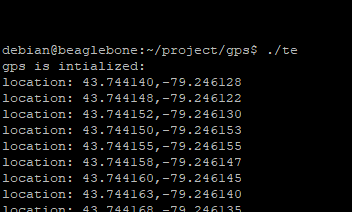 debian@beaglebone:~/project/gps$ ./te
gps is intialized:
location: 43.744140,-79.246128
location: 43.744148,-79.246122
location: 43.744152,-79.246130
location: 43.744150,-79.246153
location: 43.744155,-79.246155
location: 43.744158,-79.246147
location: 43.744160,-79.246145
location: 43.744163,-79.246140
location: 43.744168,-79.246135